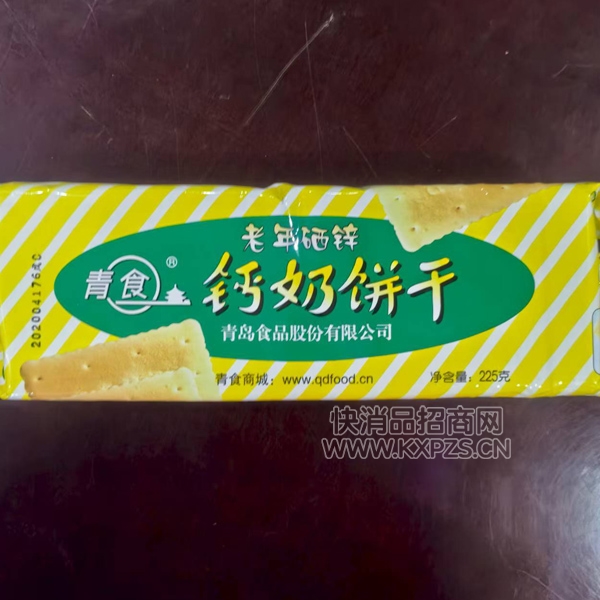 老年硒锌
青食®
钙奶饼干
青岛食品股份有限公司
青食商城：www.qdfood.cn
净含量：225克
快消品招商网
WWW.KXPZS.CN